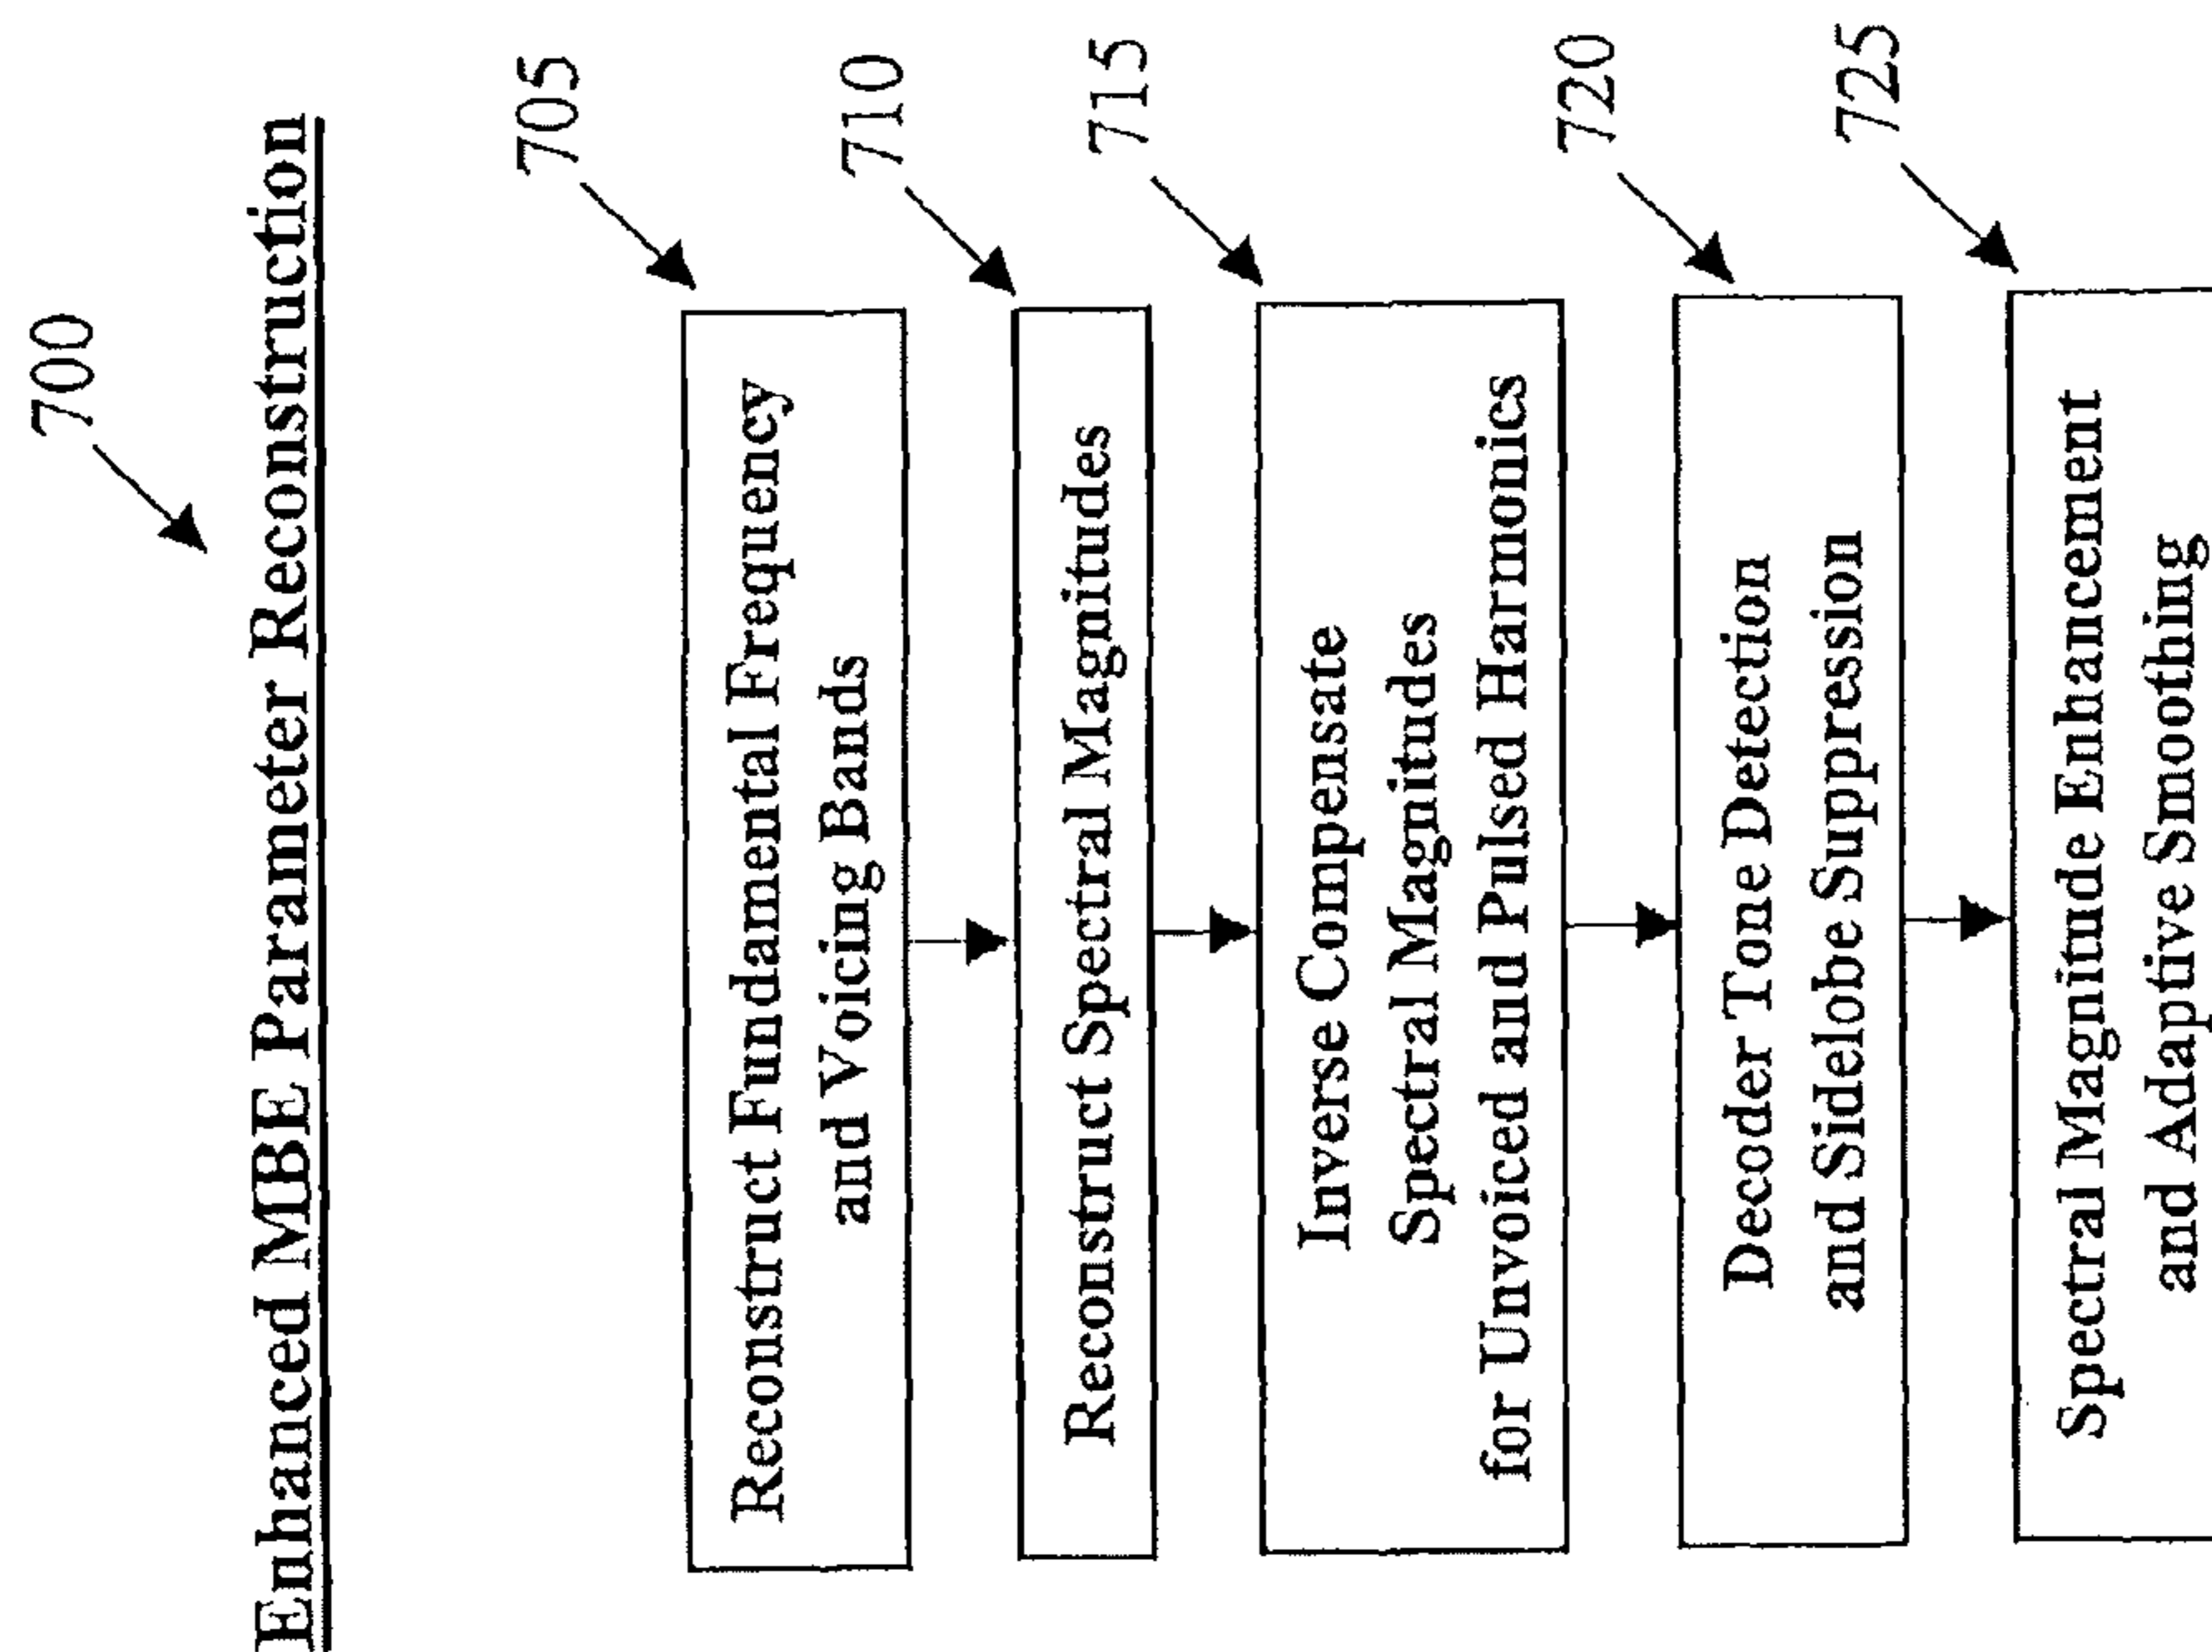 700
Enhanced MBE Parameter Reconstruction
705
Reconstruct Fundamental Frequency
and Voicing Bands
710
Reconstruct Spectral Magnitudes
715
Inverse Compensate
Spectral Magnitudes
for Unvoiced and Pulsed Harmonics
720
Decoder Tone Detection
and Sidelobe Suppression
725
Spectral Magnitude Enhancement
and Adaptive Smoothing